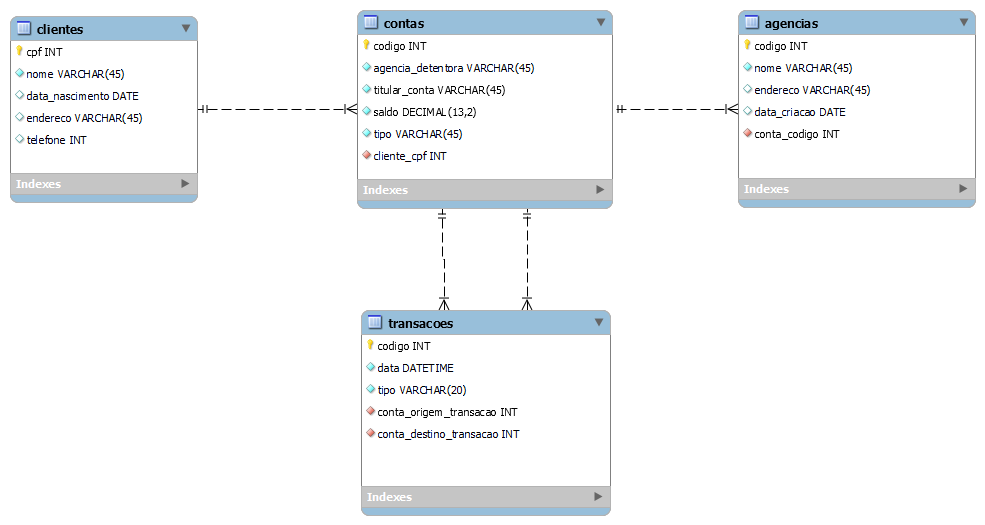 clientes
cpf INT
nome VARCHAR(45)
data_nascimento DATE
endereco VARCHAR(45)
telefone INT
Indexes
contas
codigo INT
agencia_detentora VARCHAR(45)
titular_conta VARCHAR(45)
saldo DECIMAL(13,2)
tipo VARCHAR(45)
cliente_cpf INT
Indexes
agencias
codigo INT
nome VARCHAR(45)
endereco VARCHAR(45)
data_criacao DATE
conta_codigo INT
Indexes
transacoes
codigo INT
data DATETIME
tipo VARCHAR(20)
conta_origem_transacao INT
conta_destino_transacao INT
Indexes